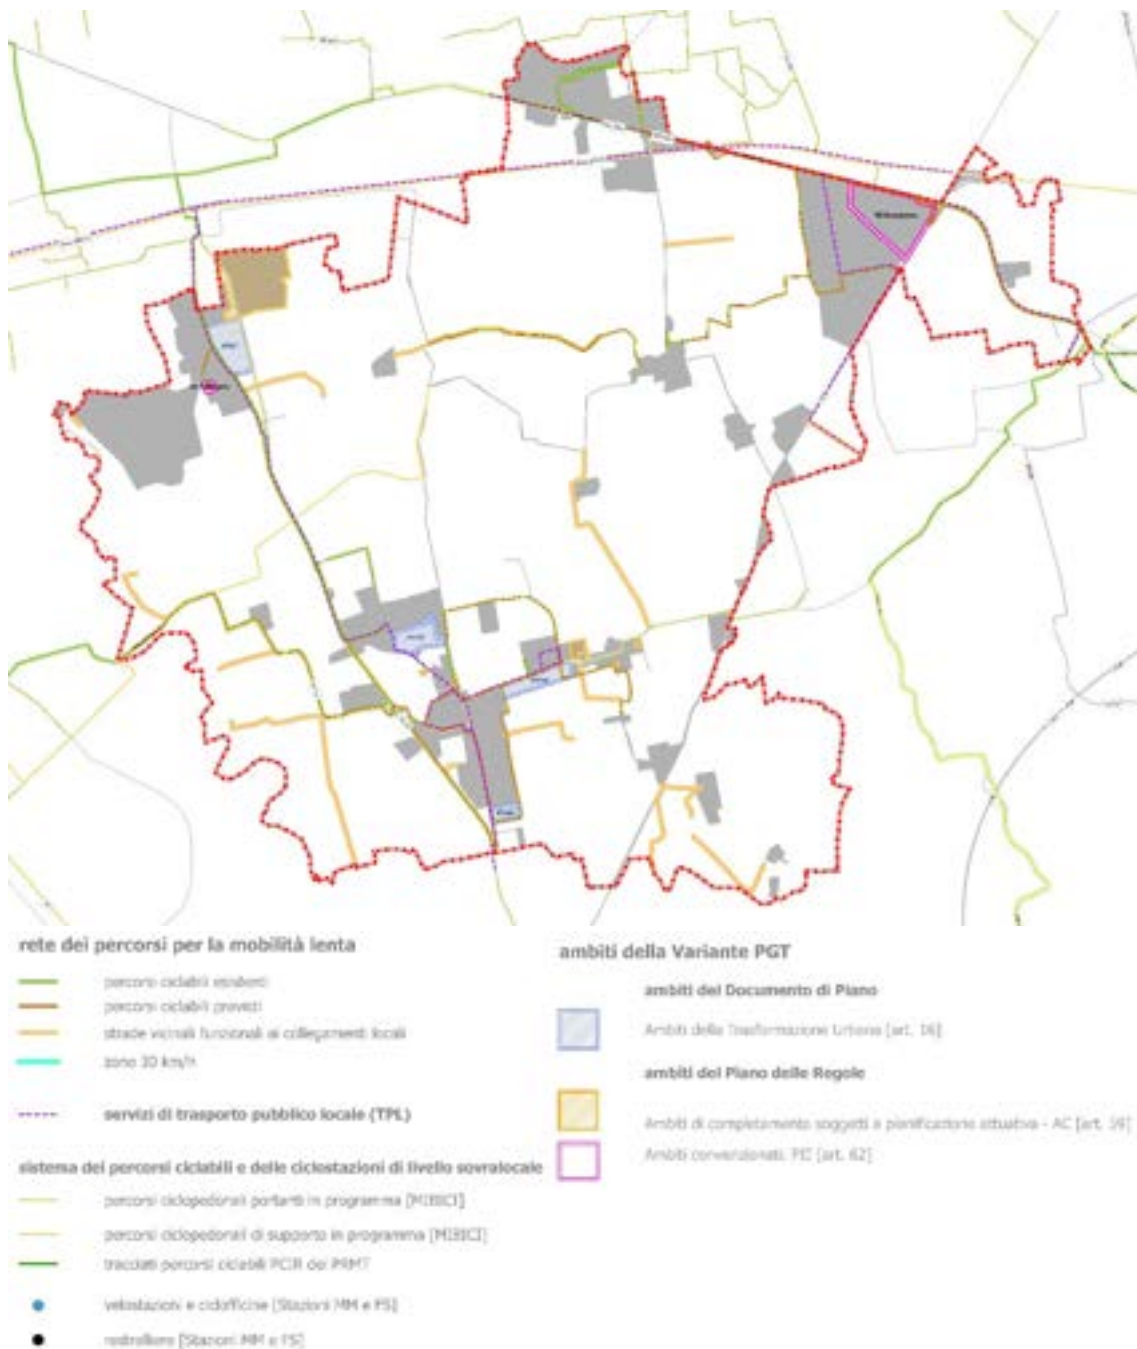 rete dei percorsi per la mobilità lenta
percorsi ciclabili esistenti
percorsi ciclabili previsti
strade vicinali funzionali ai collegamenti locali
zone 30 km/h
servizi di trasporto pubblico locale (TPL)
sistema dei percorsi ciclabili e delle ciclostazioni di livello sovralocale
percorsi ciclopedonali portanti in programma [MIBICI]
percorsi ciclopedonali di supporto in programma [MIBICI]
tracciati percorsi ciclabili PCIR del PRMT
velostazioni e ciclofficine [Stazioni MM e FS]
rastrelliere [Stazioni MM e FS]
ambiti della Variante PGT
ambiti del Documento di Piano
Ambiti della Trasformazione Urbana [art. 16]
ambiti del Piano delle Regole
Ambiti di completamento soggetti a pianificazione attuativa - AC [art. 59]
Ambiti convenzionati: PII [art. 62]